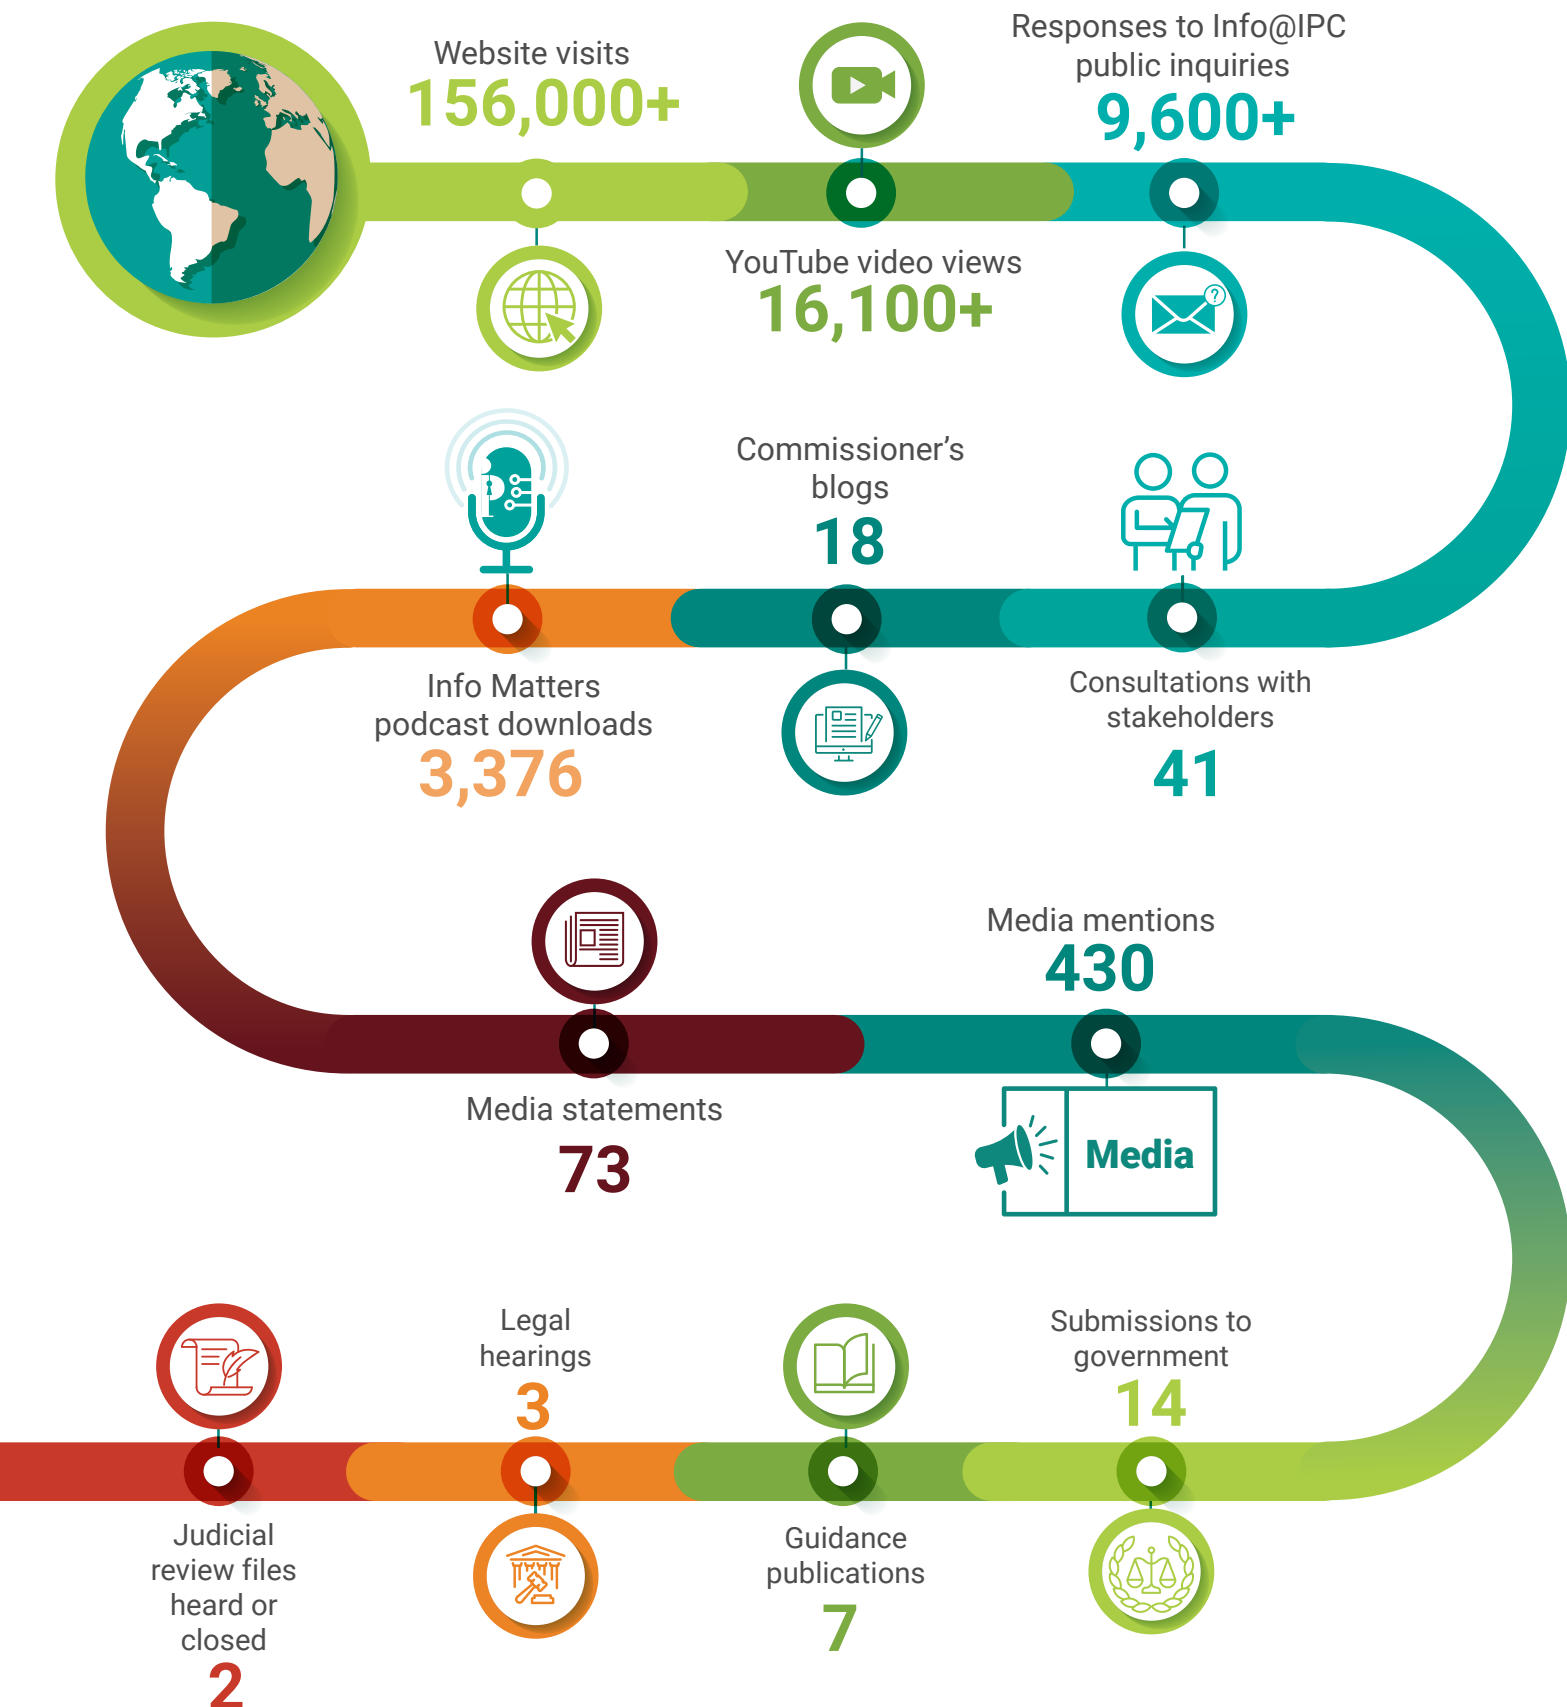 Website visits
156,000+
YouTube video views
16,100+
Responses to Info@IPC
public inquiries
9,600+
?
Consultations with
stakeholders
41
Commissioner’s
blogs
18
iP
Info Matters
podcast downloads
3,376
Media statements
73
Media mentions
430
Media
Submissions to
government
14
Guidance
publications
7
Legal
hearings
3
Judicial
review files
heard or
closed
2